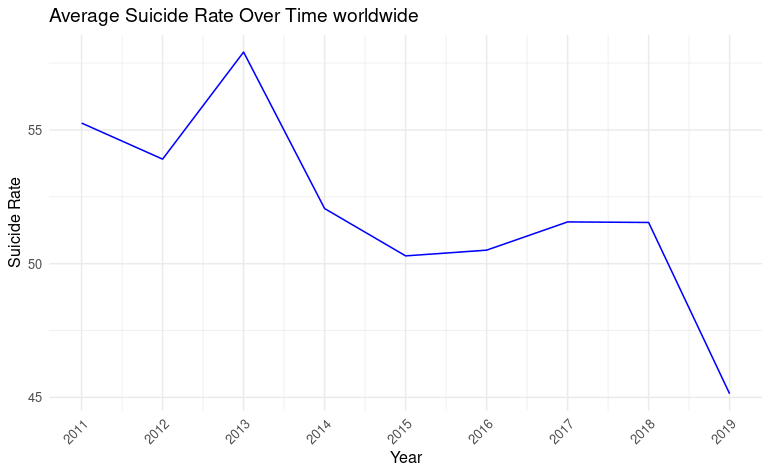 Average Suicide Rate Over Time worldwide
Suicide Rate
55
50
45
2011 2012 2013 2014 2015 2016 2017 2018 2019
Year